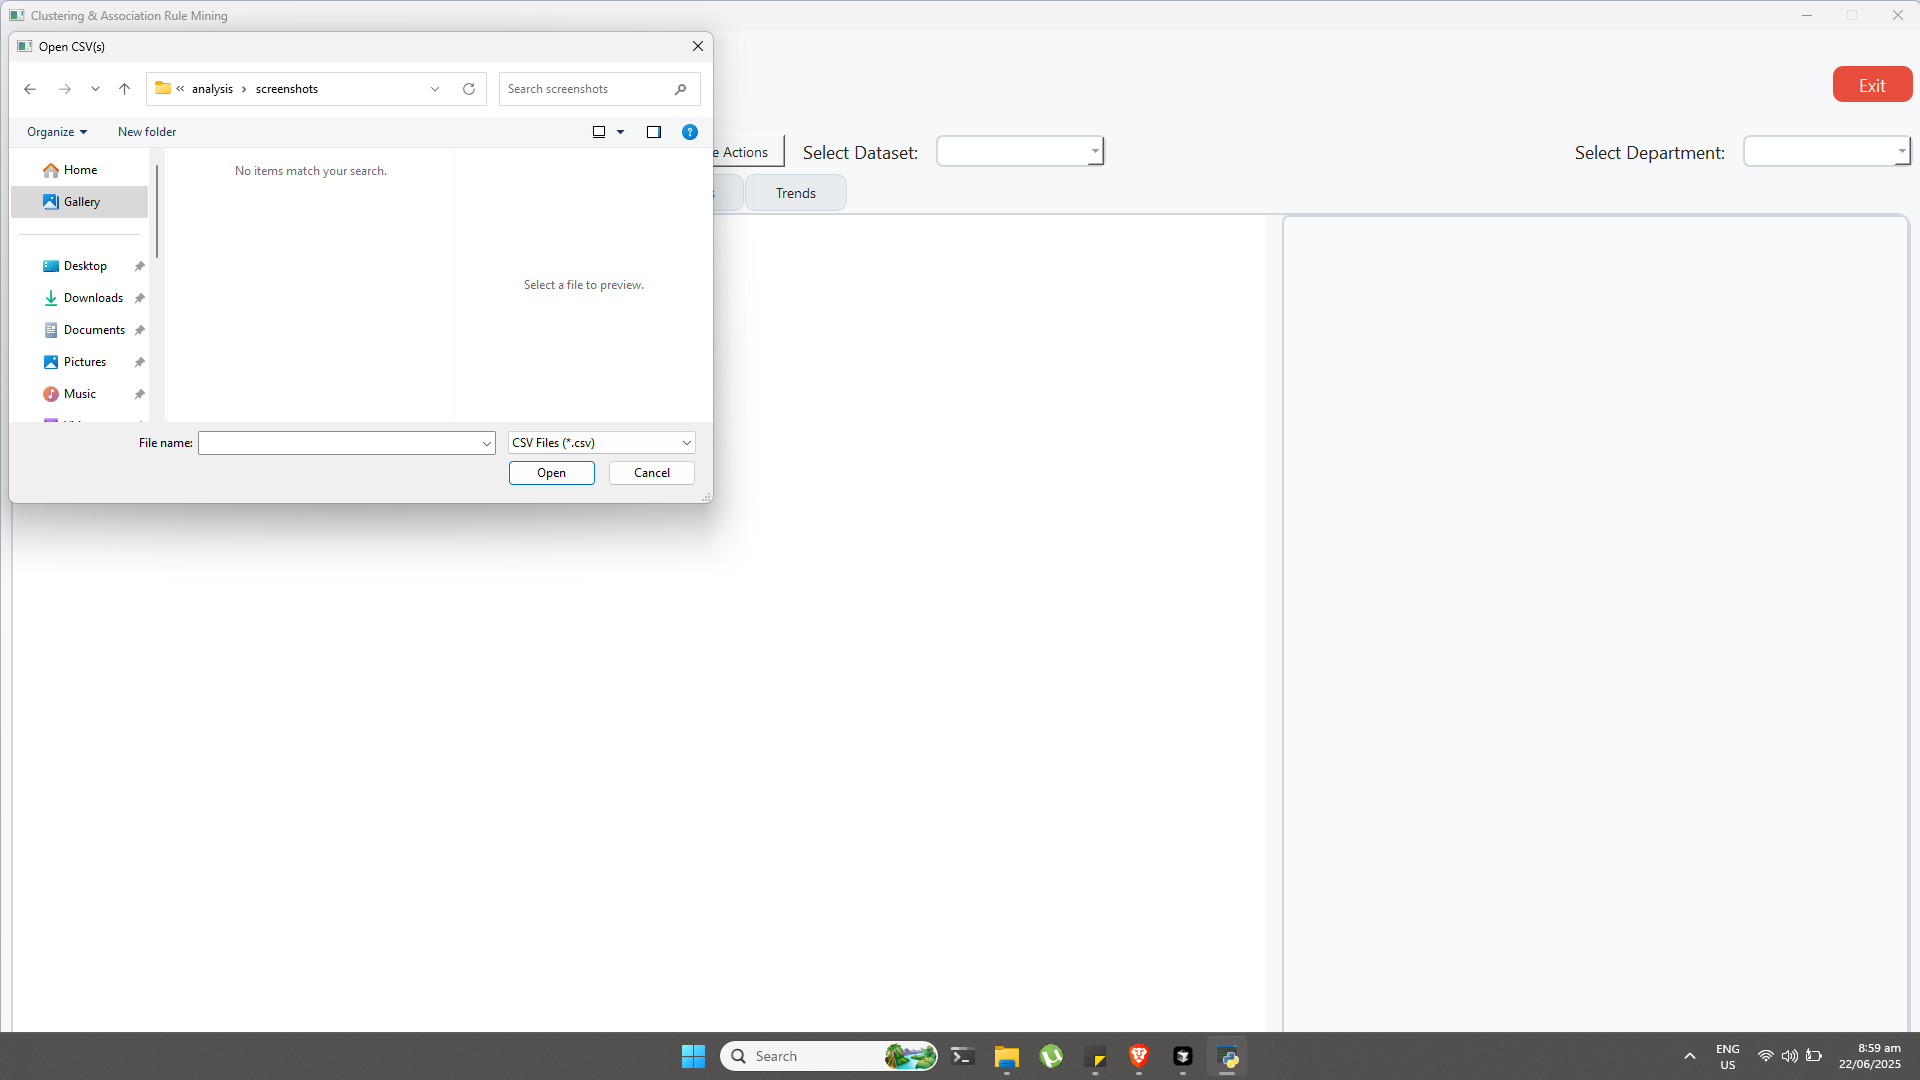 Clustering & Association Rule Mining
Open CSV(s)
analysis
screenshots
Search screenshots
Exit
Organize
New folder
e Actions
Select Dataset:
Select Department:
Home
No items match your search.
Gallery
s
Trends
Desktop
Downloads
Select a file to preview.
Documents
Pictures
Music
File name:
CSV Files (*.csv)
Open
Cancel
Search
ENG
US
8:59 am
22/06/2025